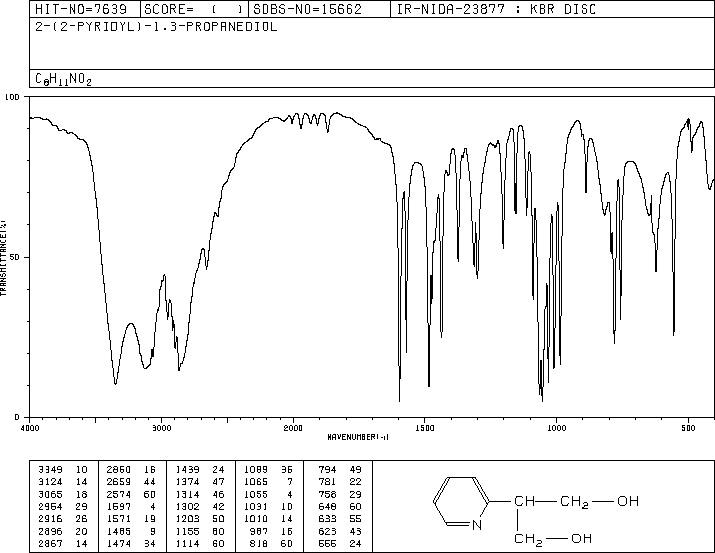 HIT-NO=7639 SCORE= ( ) SDBS-NO=15662 IR-NIDA-23877 : KBR DISC
2-(2-PYRIDYL)-1.3-PROPANEDIOL
C8H11NO2
100
50
0
TRANSMITTANCE(%)
4000 3000 2000 1500 1000 500
WAVENUMBER(-1)
3349 10 2860 16 1439 24 1089 36 794 49
3124 14 2659 44 1374 47 1065 7 781 22
3065 18 2574 60 1314 46 1055 4 758 29
2954 29 1597 4 1302 42 1031 10 648 60
2916 26 1571 19 1203 50 1010 14 633 55
2896 20 1485 9 1155 60 987 16 623 43
2867 14 1474 34 1114 60 818 60 555 24
CH CH2 OH
N
CH2 OH